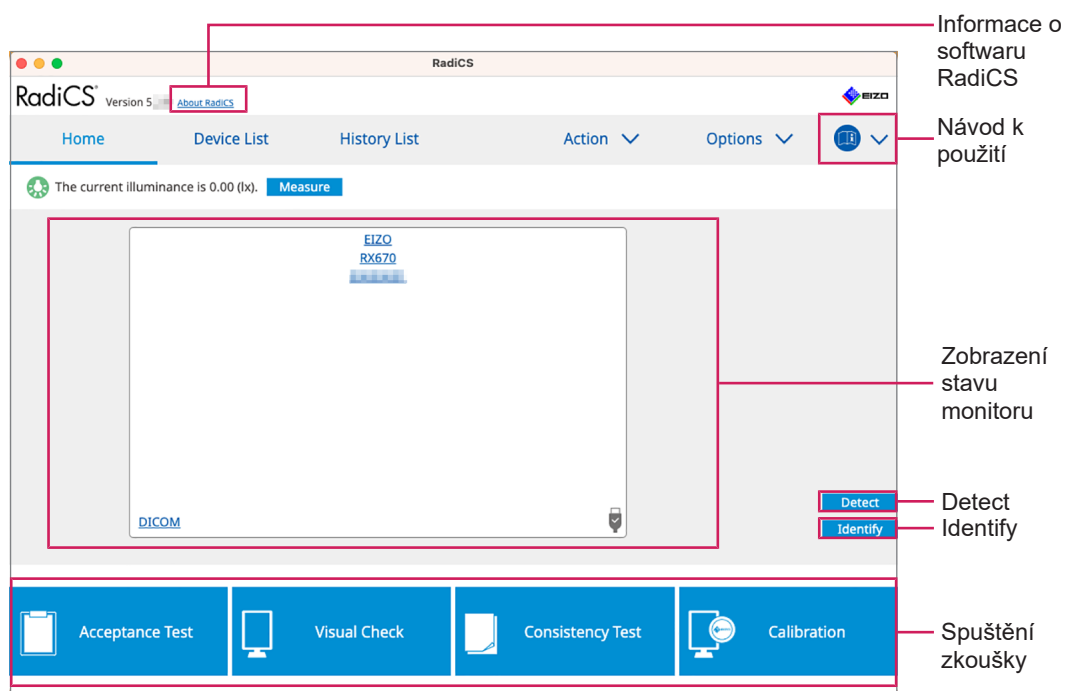 Informace o
softwaru
RadiCS
RadiCS
RadiCS Version 5 About RadiCS
EIZO
Home Device List History List Action Options
Návod k
použití
The current illuminance is 0.00 (lx). Measure
EIZO
RX670
Zobrazení
stavu
monitoru
DICOM
Detect
Identify
Detect
Identify
Acceptance Test Visual Check Consistency Test Calibration
Spuštění
zkoušky